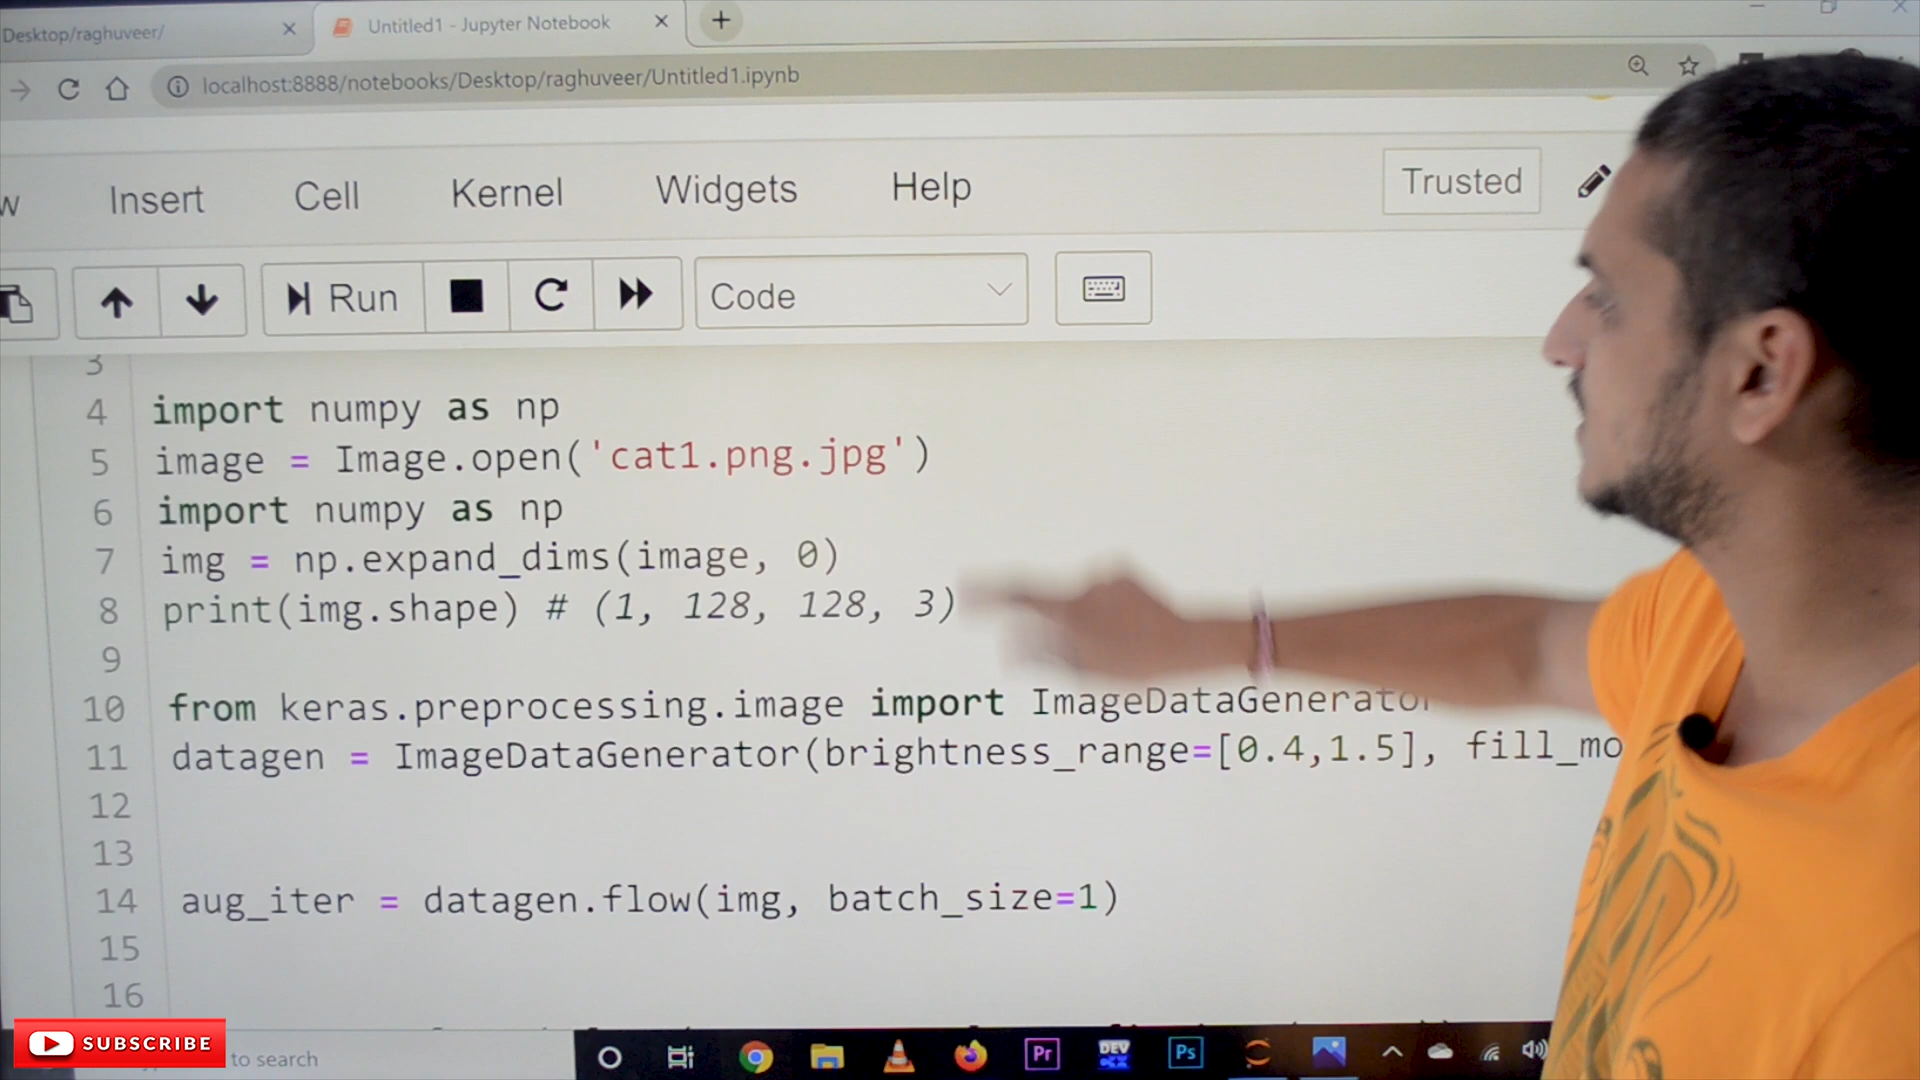 Desktop/raghuveer/
Untitled1 - Jupyter Notebook
localhost:8888/notebooks/Desktop/raghuveer/Untitled1.ipynb
w Insert Cell Kernel Widgets Help Trusted
Run Code
3
4 import numpy as np
5 image = Image.open('cat1.png.jpg')
6 import numpy as np
7 img = np.expand_dims(image, 0)
8 print(img.shape) # (1, 128, 128, 3)
9
10 from keras.preprocessing.image import ImageDataGenerator
11 datagen = ImageDataGenerator(brightness_range=[0.4,1.5], fill_mo
12
13
14 aug_iter = datagen.flow(img, batch_size=1)
15
16
SUBSCRIBE
to search
Pr
DEV
Ps